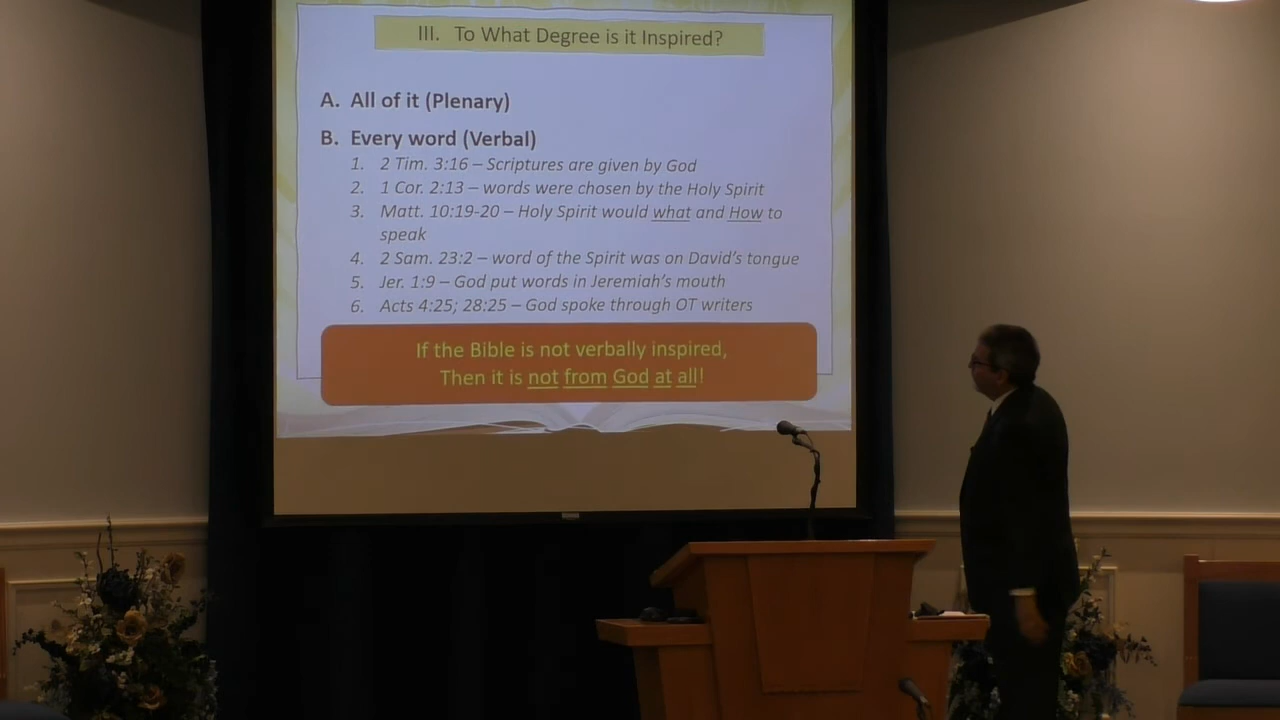 III. To What Degree is it Inspired?
A. All of it (Plenary)
B. Every word (Verbal)
1. 2 Tim. 3:16 – Scriptures are given by God
2. 1 Cor. 2:13 – words were chosen by the Holy Spirit
3. Matt. 10:19-20 – Holy Spirit would what and How to
speak
4. 2 Sam. 23:2 – word of the Spirit was on David's tongue
5. Jer. 1:9 – God put words in Jeremiah's mouth
6. Acts 4:25; 28:25 – God spoke through OT writers
If the Bible is not verbally inspired,
Then it is not from God at all!